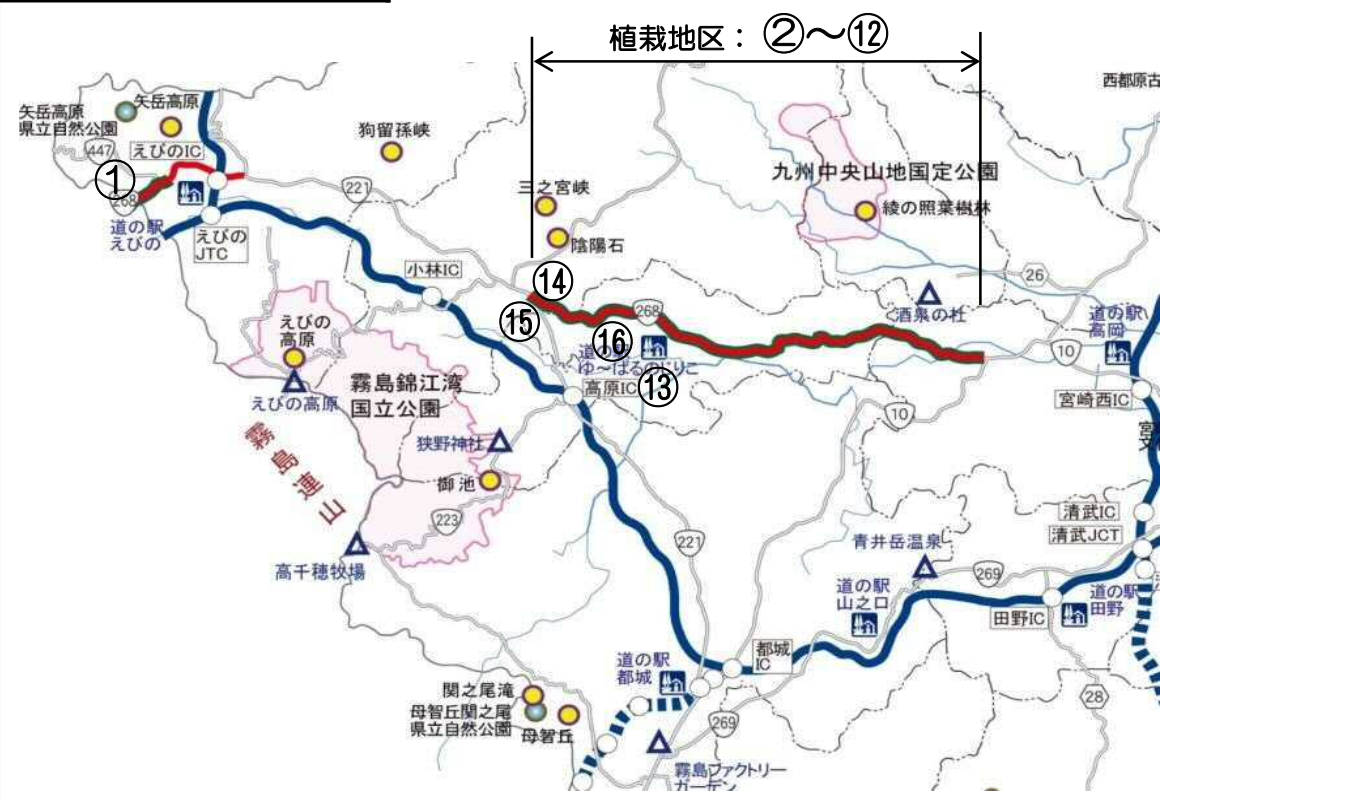 植栽地区： ②～⑫
西都原古
矢岳高原
県立自然公園
矢岳高原
狗留孫峡
447
えびのIC
①
268
221
三之宮峡
九州中央山地国定公園
綾の照葉樹林
道の駅
えびの
えびの
JTC
陰陽石
小林IC
⑭
26
⑮
268
酒泉の杜
道の駅
高岡
えびの
高原
⑯
道の駅
ゆ～ぱるのじりこ
10
⑬
高原IC
霧島錦江湾
国立公園
えびの高原
宮崎西IC
10
狭野神社
霧島連山
御池
223
清武IC
清武JCT
221
青井岳温泉
高千穂牧場
269
道の駅
山之口
道の駅
田野
田野IC
都城
IC
道の駅
都城
関之尾滝
28
母智丘関之尾
県立自然公園
母智丘
269
霧島ファクトリー
ガーデン